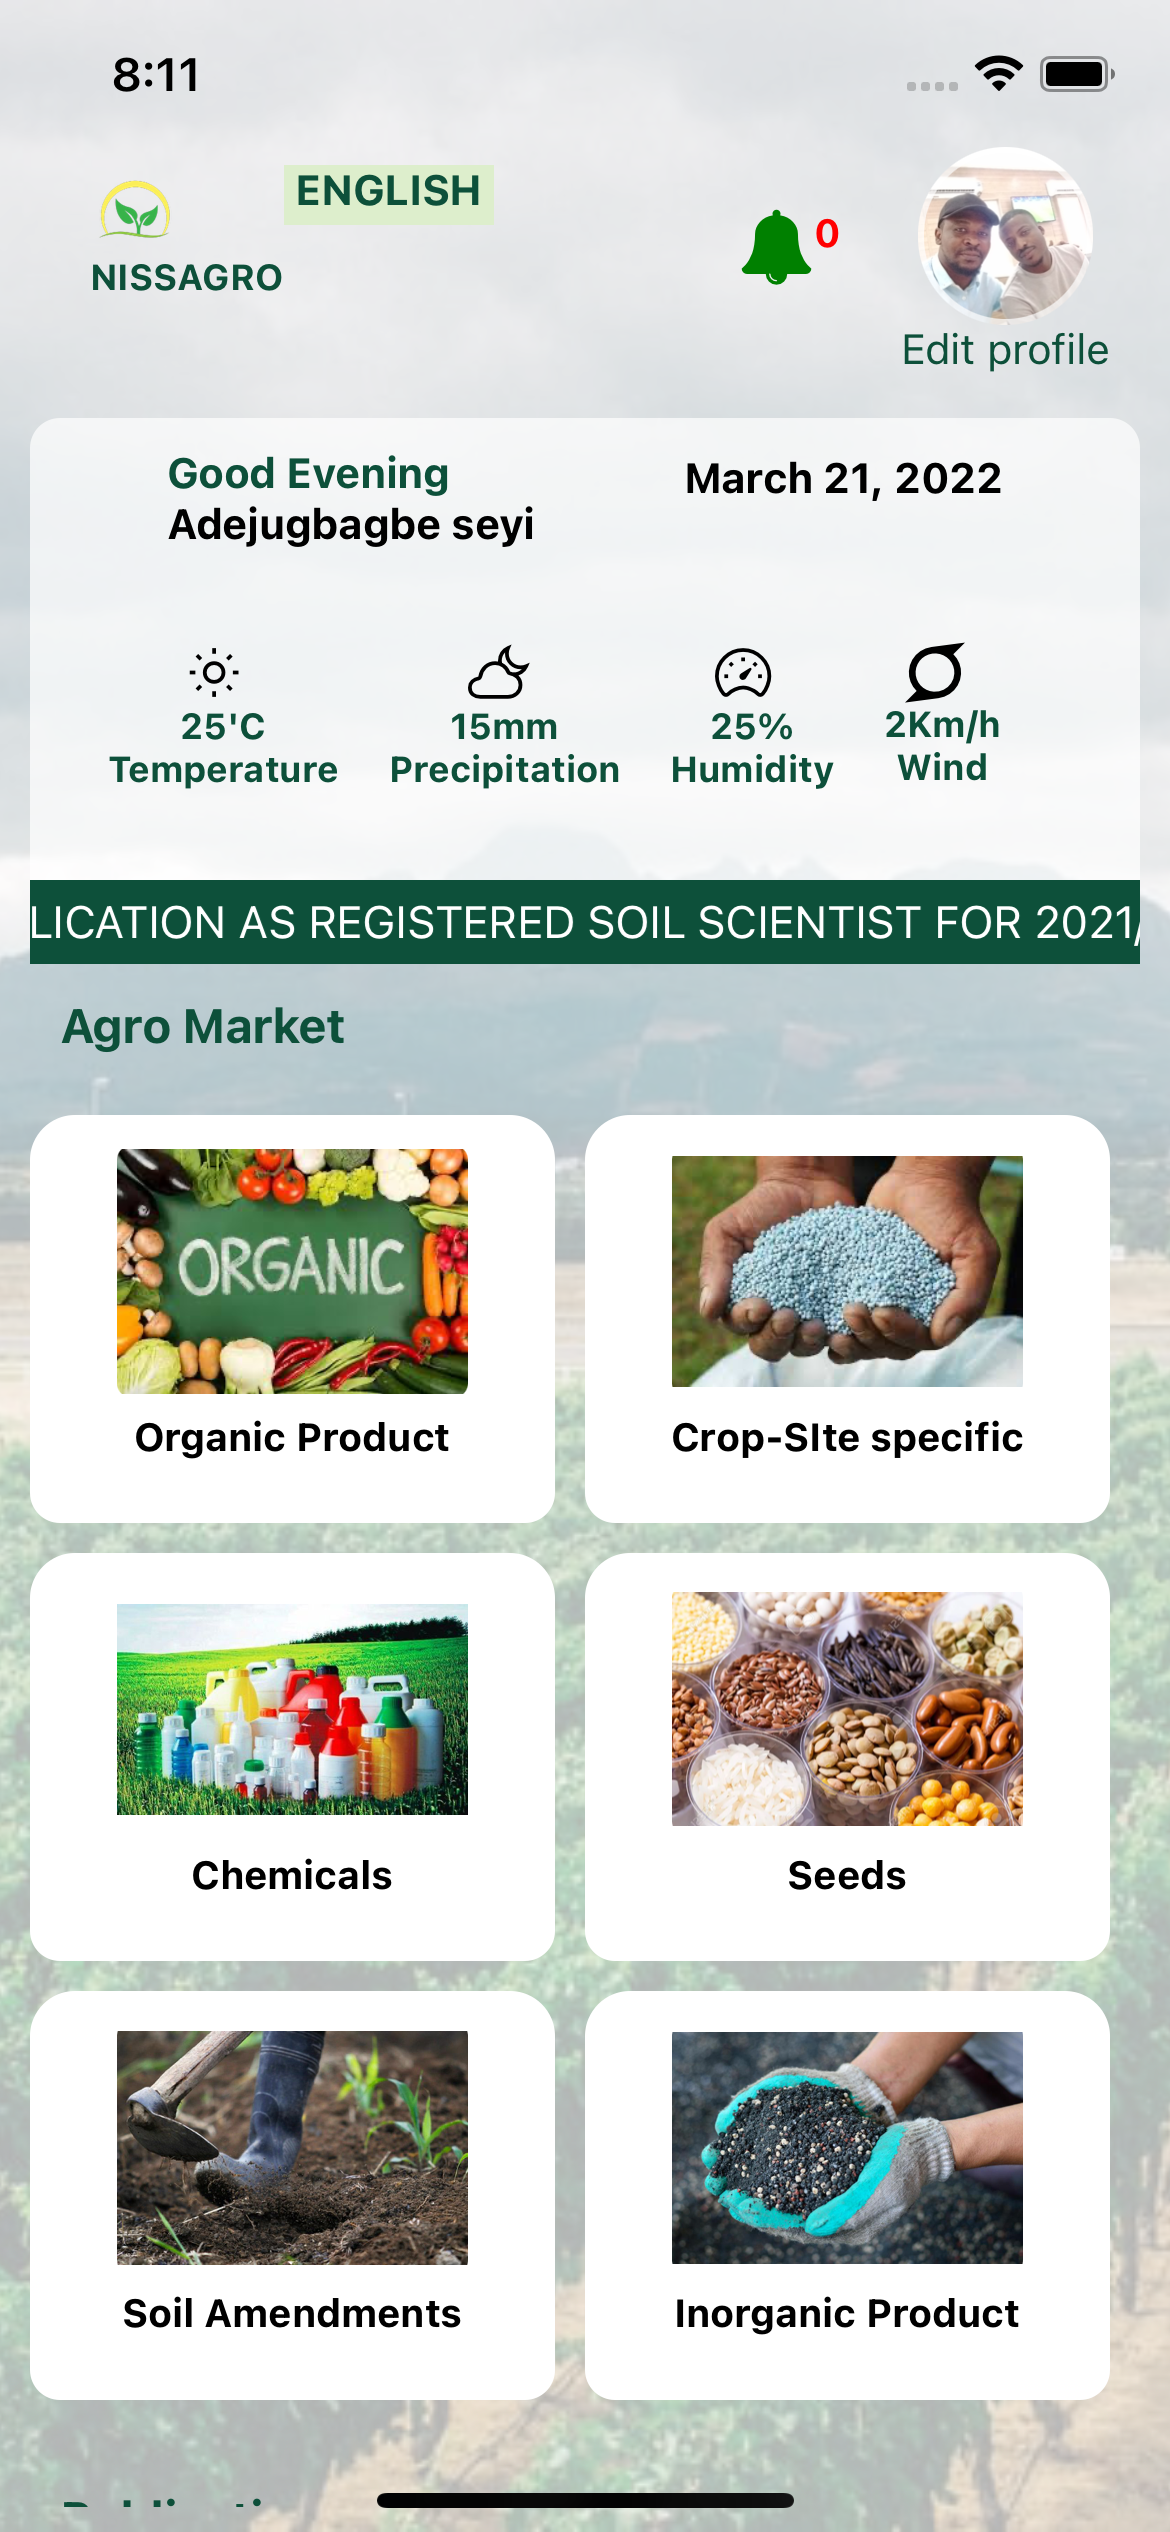 8:11
ENGLISH
NISSAGRO
0
Edit profile
Good Evening
Adejugbagbe seyi
March 21, 2022
25'C
Temperature
15mm
Precipitation
25%
Humidity
2Km/h
Wind
LICATION AS REGISTERED SOIL SCIENTIST FOR 2021/
Agro Market
ORGANIC
Organic Product
Crop-SIte specific
Chemicals
Seeds
Soil Amendments
Inorganic Product